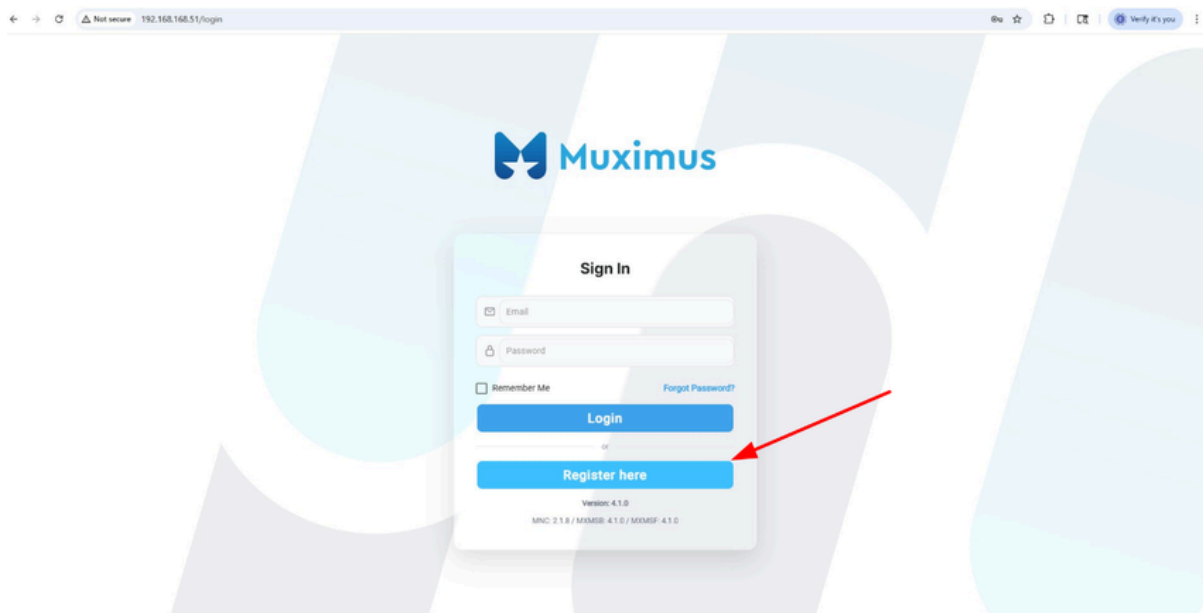 Not secure 192.168.168.51/login
Verify it's you
Muximus
Sign In
Email
Password
Remember Me Forgot Password?
Login
or
Register here
Version: 4.1.0
MNC: 2.1.8 / MXMSB: 4.1.0 / MXMSF: 4.1.0